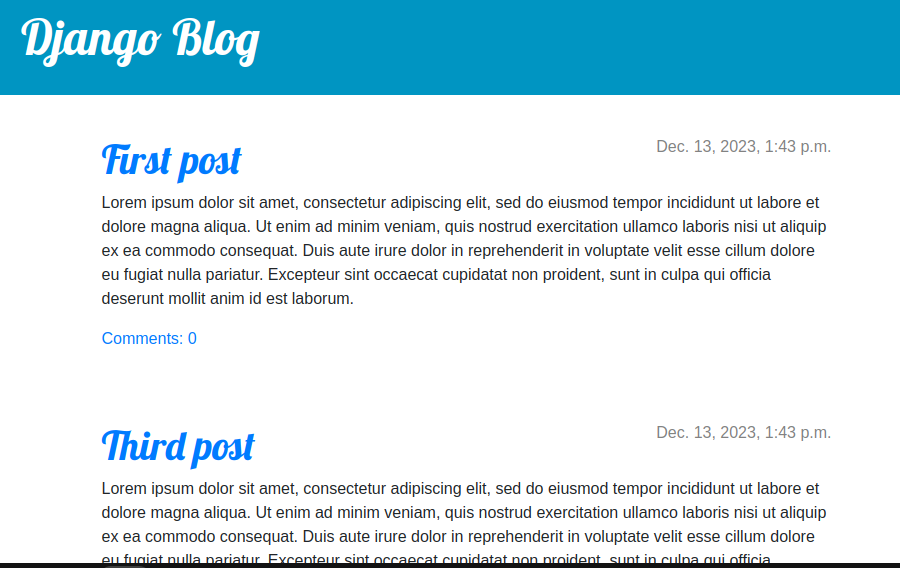 Django Blog
First post
Dec. 13, 2023, 1:43 p.m.
Lorem ipsum dolor sit amet, consectetur adipiscing elit, sed do eiusmod tempor incididunt ut labore et
dolore magna aliqua. Ut enim ad minim veniam, quis nostrud exercitation ullamco laboris nisi ut aliquip
ex ea commodo consequat. Duis aute irure dolor in reprehenderit in voluptate velit esse cillum dolore
eu fugiat nulla pariatur. Excepteur sint occaecat cupidatat non proident, sunt in culpa qui officia
deserunt mollit anim id est laborum.
Comments: 0
Third post
Dec. 13, 2023, 1:43 p.m.
Lorem ipsum dolor sit amet, consectetur adipiscing elit, sed do eiusmod tempor incididunt ut labore et
dolore magna aliqua. Ut enim ad minim veniam, quis nostrud exercitation ullamco laboris nisi ut aliquip
ex ea commodo consequat. Duis aute irure dolor in reprehenderit in voluptate velit esse cillum dolore
eu fugiat nulla pariatur. Excepteur sint occaecat cupidatat non proident, sunt in culpa qui officia